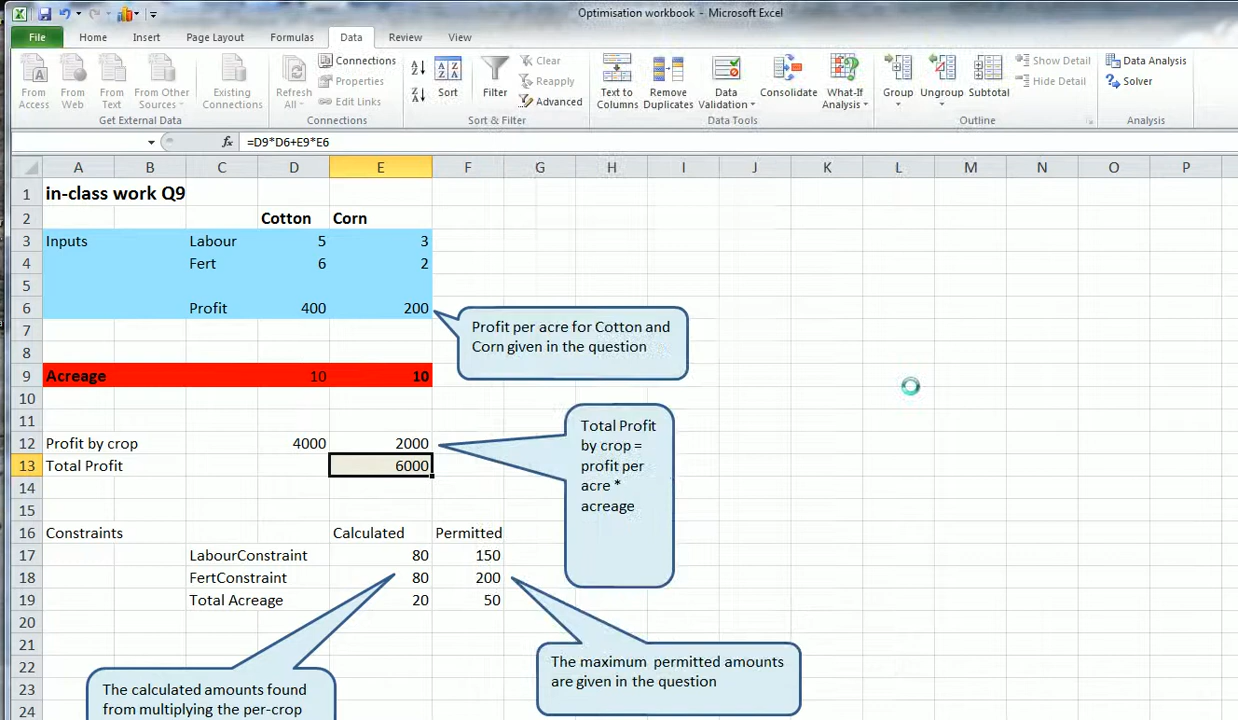 Optimisation workbook - Microsoft Excel
File Home Insert Page Layout Formulas Data Review View
From Access
From Web
From Text
From Other Sources
Existing Connections
Get External Data
Refresh All
Connections
Properties
Edit Links
Connections
Sort
Filter
Clear
Reapply
Advanced
Sort & Filter
Text to Columns
Remove Duplicates
Data Validation
Consolidate
What-If Analysis
Data Tools
Group
Ungroup
Subtotal
Show Detail
Hide Detail
Outline
Data Analysis
Solver
Analysis
fx =D9*D6+E9*E6
A B C D E F G H I J K L M N O P
1 in-class work Q9
2 Cotton Corn
3 Inputs Labour 5 3
4 Fert 6 2
5
6 Profit 400 200
Profit per acre for Cotton and
Corn given in the question
7
8
9 Acreage 10 10
10
11
12 Profit by crop 4000 2000
13 Total Profit 6000
Total Profit
by crop =
profit per
acre *
acreage
14
15
16 Constraints Calculated Permitted
17 LabourConstraint 80 150
18 FertConstraint 80 200
19 Total Acreage 20 50
20
21
22
23
24
The maximum permitted amounts
are given in the question
The calculated amounts found
from multiplying the per-crop